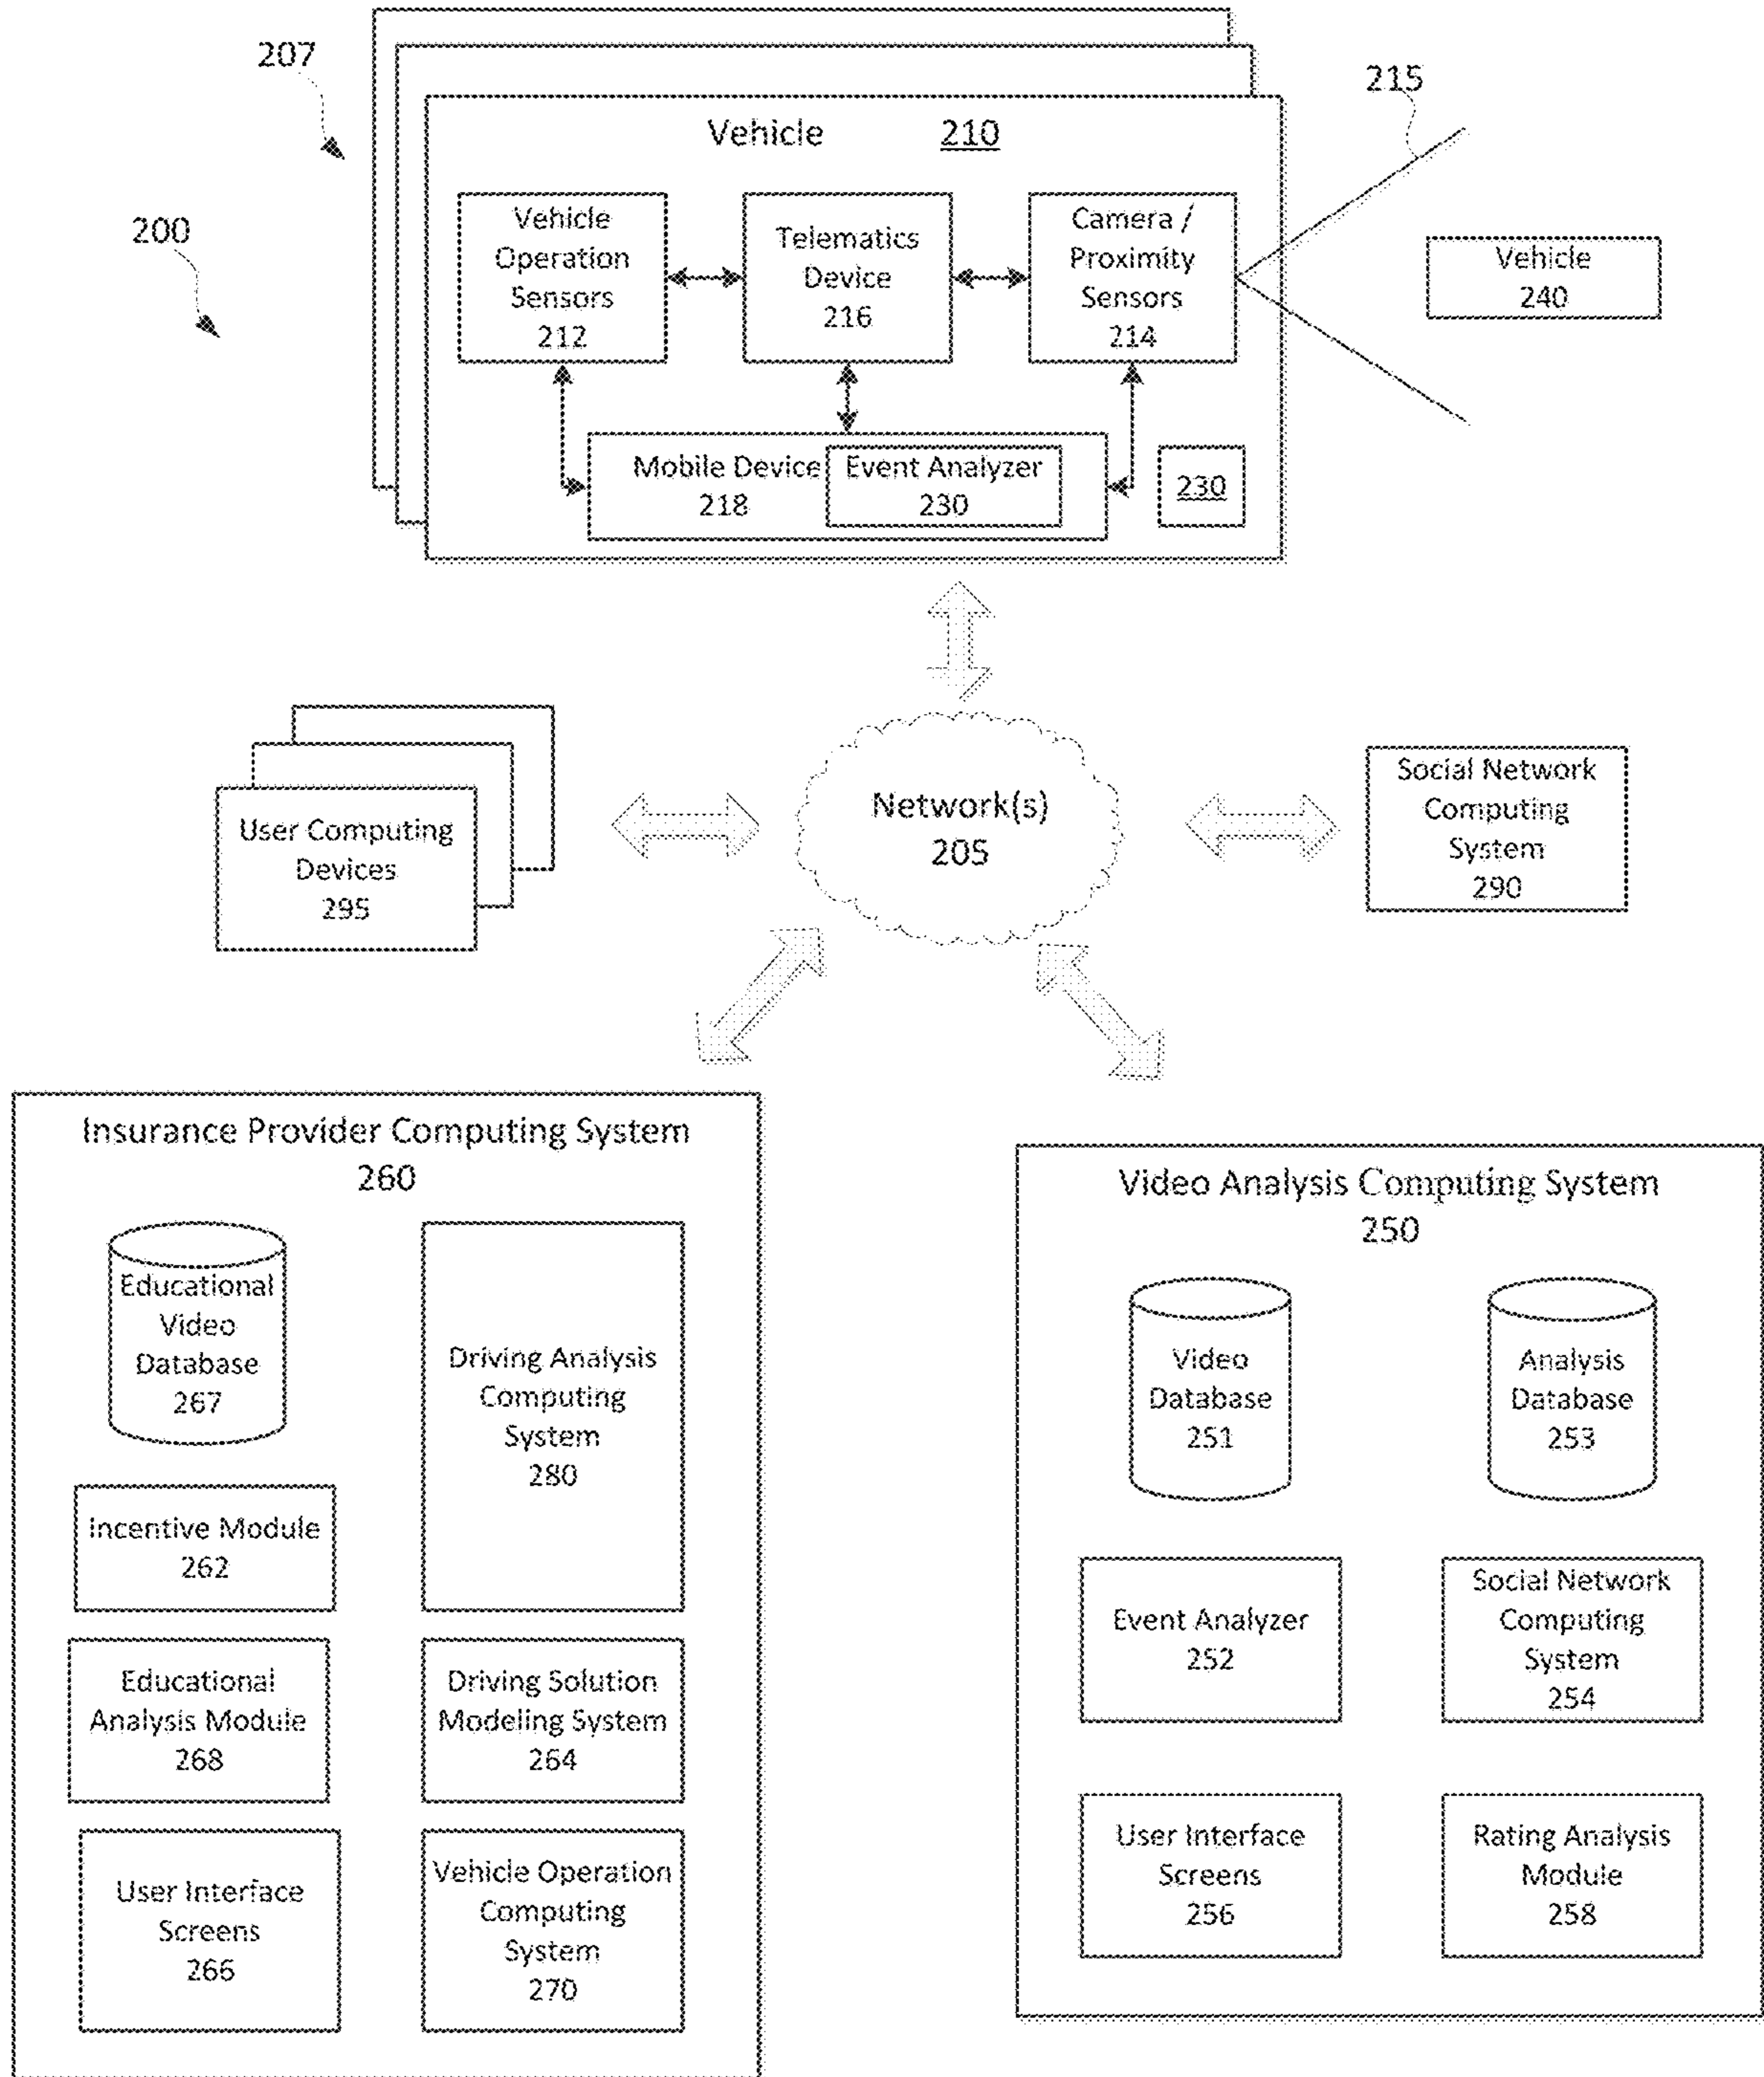 207
215
200
Vehicle 210
Vehicle
Operation
Sensors
212
Telematics
Device
216
Camera /
Proximity
Sensors
214
Vehicle
240
Mobile Device
218
Event Analyzer
230
230
User Computing
Devices
295
Network(s)
205
Social Network
Computing
System
290
Insurance Provider Computing System
260
Educational
Video
Database
267
Driving Analysis
Computing
System
280
Incentive Module
262
Educational
Analysis Module
268
Driving Solution
Modeling System
264
User Interface
Screens
266
Vehicle Operation
Computing
System
270
Video Analysis Computing System
250
Video
Database
251
Analysis
Database
253
Event Analyzer
252
Social Network
Computing
System
254
User Interface
Screens
256
Rating Analysis
Module
258